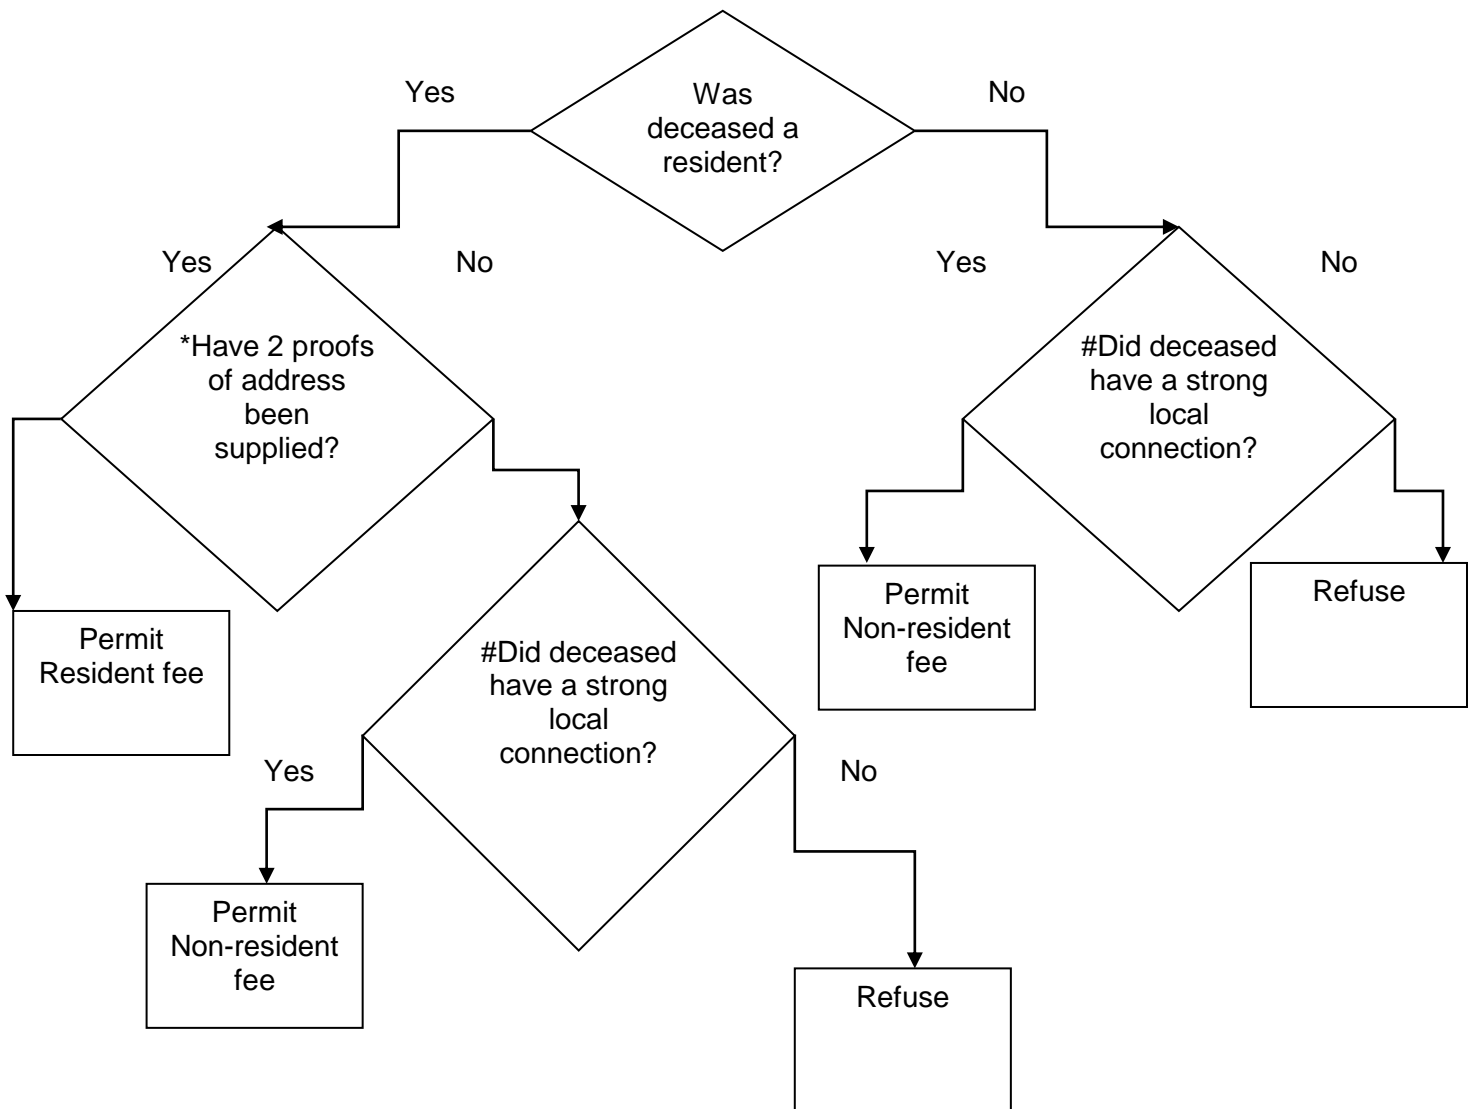 Yes
No
Was
deceased a
resident?
Yes
No
Yes
No
*Have 2 proofs
of address
been
supplied?
#Did deceased
have a strong
local
connection?
Permit
Resident fee
Permit
Non-resident
fee
Refuse
#Did deceased
have a strong
local
connection?
Yes
No
Permit
Non-resident
fee
Refuse